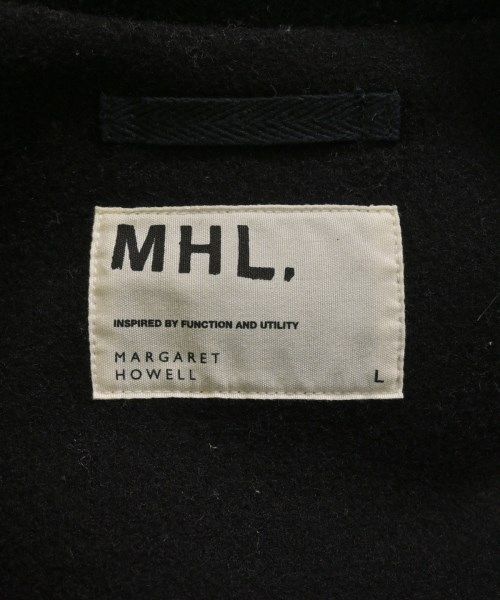 MHL.
INSPIRED BY FUNCTION AND UTILITY
MARGARET
HOWELL
L